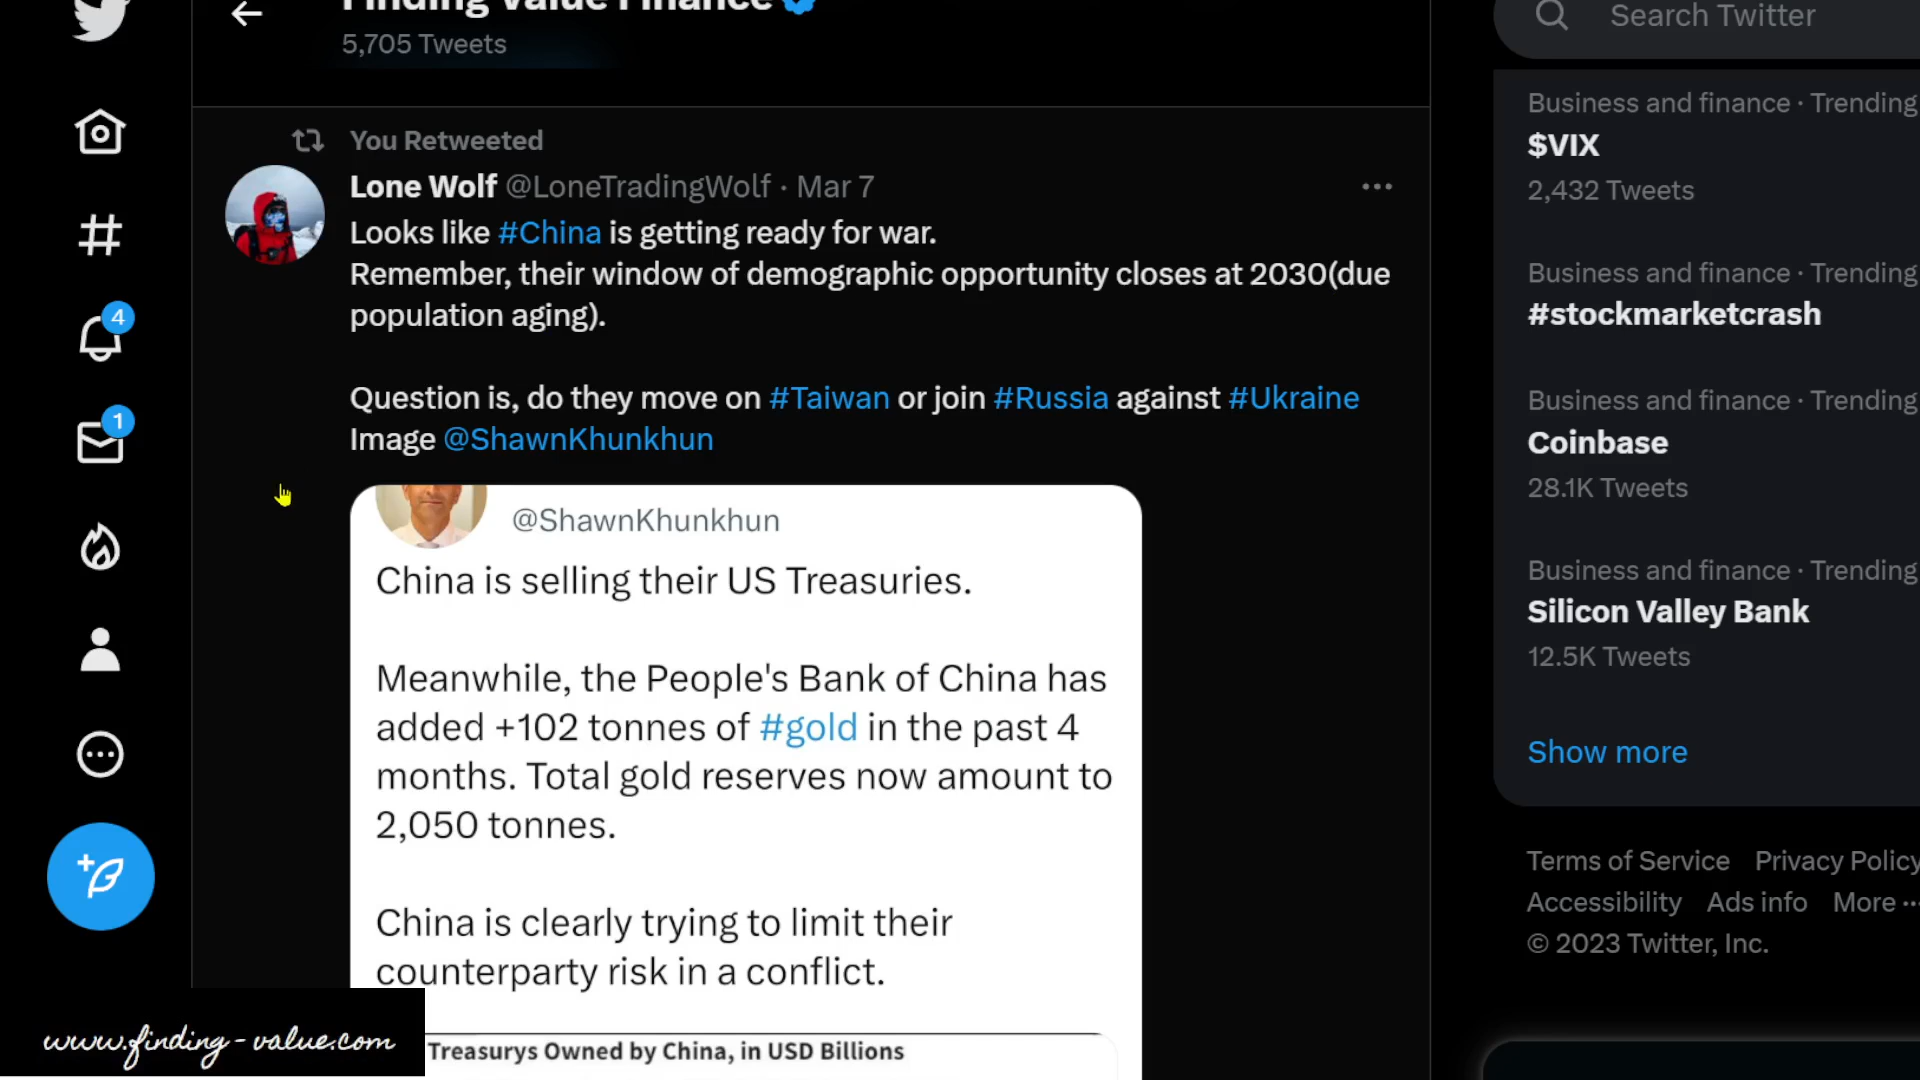 Finding Value Finance
5,705 Tweets
Search Twitter
You Retweeted
Lone Wolf @LoneTradingWolf · Mar 7
Looks like #China is getting ready for war.
Remember, their window of demographic opportunity closes at 2030(due
population aging).
Question is, do they move on #Taiwan or join #Russia against #Ukraine
Image @ShawnKhunkhun
@ShawnKhunkhun
China is selling their US Treasuries.
Meanwhile, the People's Bank of China has
added +102 tonnes of #gold in the past 4
months. Total gold reserves now amount to
2,050 tonnes.
China is clearly trying to limit their
counterparty risk in a conflict.
Treasurys Owned by China, in USD Billions
4
1
www.finding-value.com
Business and finance · Trending
$VIX
2,432 Tweets
Business and finance · Trending
#stockmarketcrash
Business and finance · Trending
Coinbase
28.1K Tweets
Business and finance · Trending
Silicon Valley Bank
12.5K Tweets
Show more
Terms of Service Privacy Policy
Accessibility Ads info More ···
© 2023 Twitter, Inc.